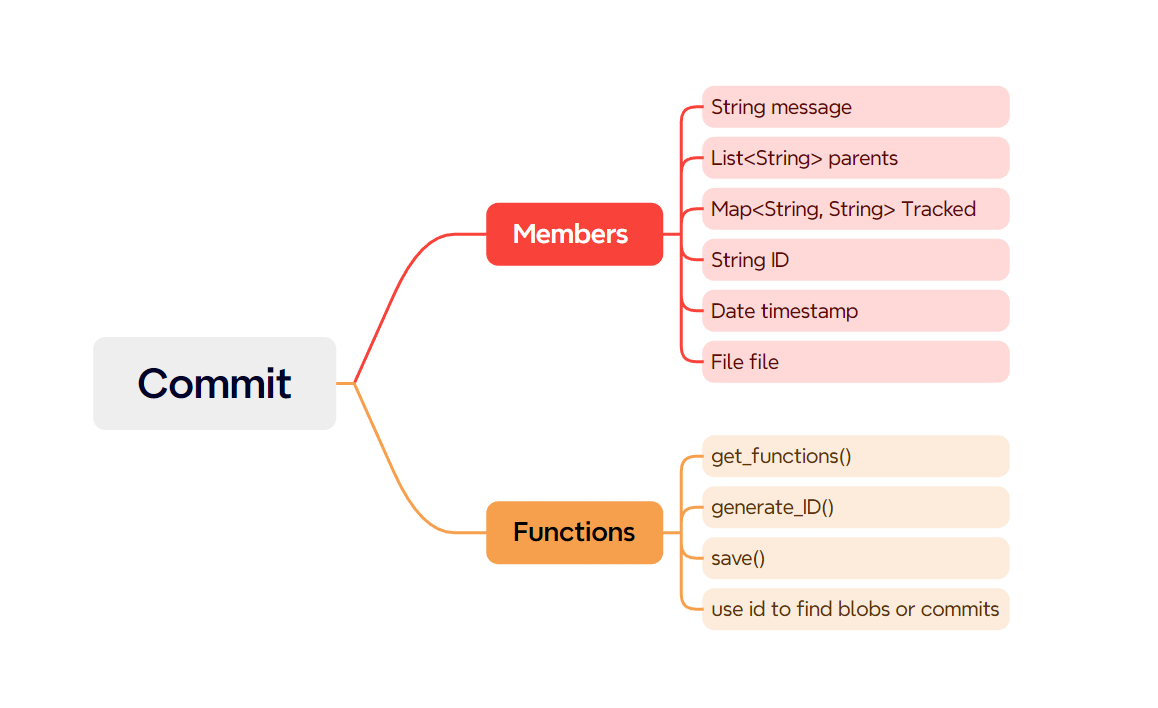 Commit
Members
String message
List<String> parents
Map<String, String> Tracked
String ID
Date timestamp
File file
Functions
get_functions()
generate_ID()
save()
use id to find blobs or commits